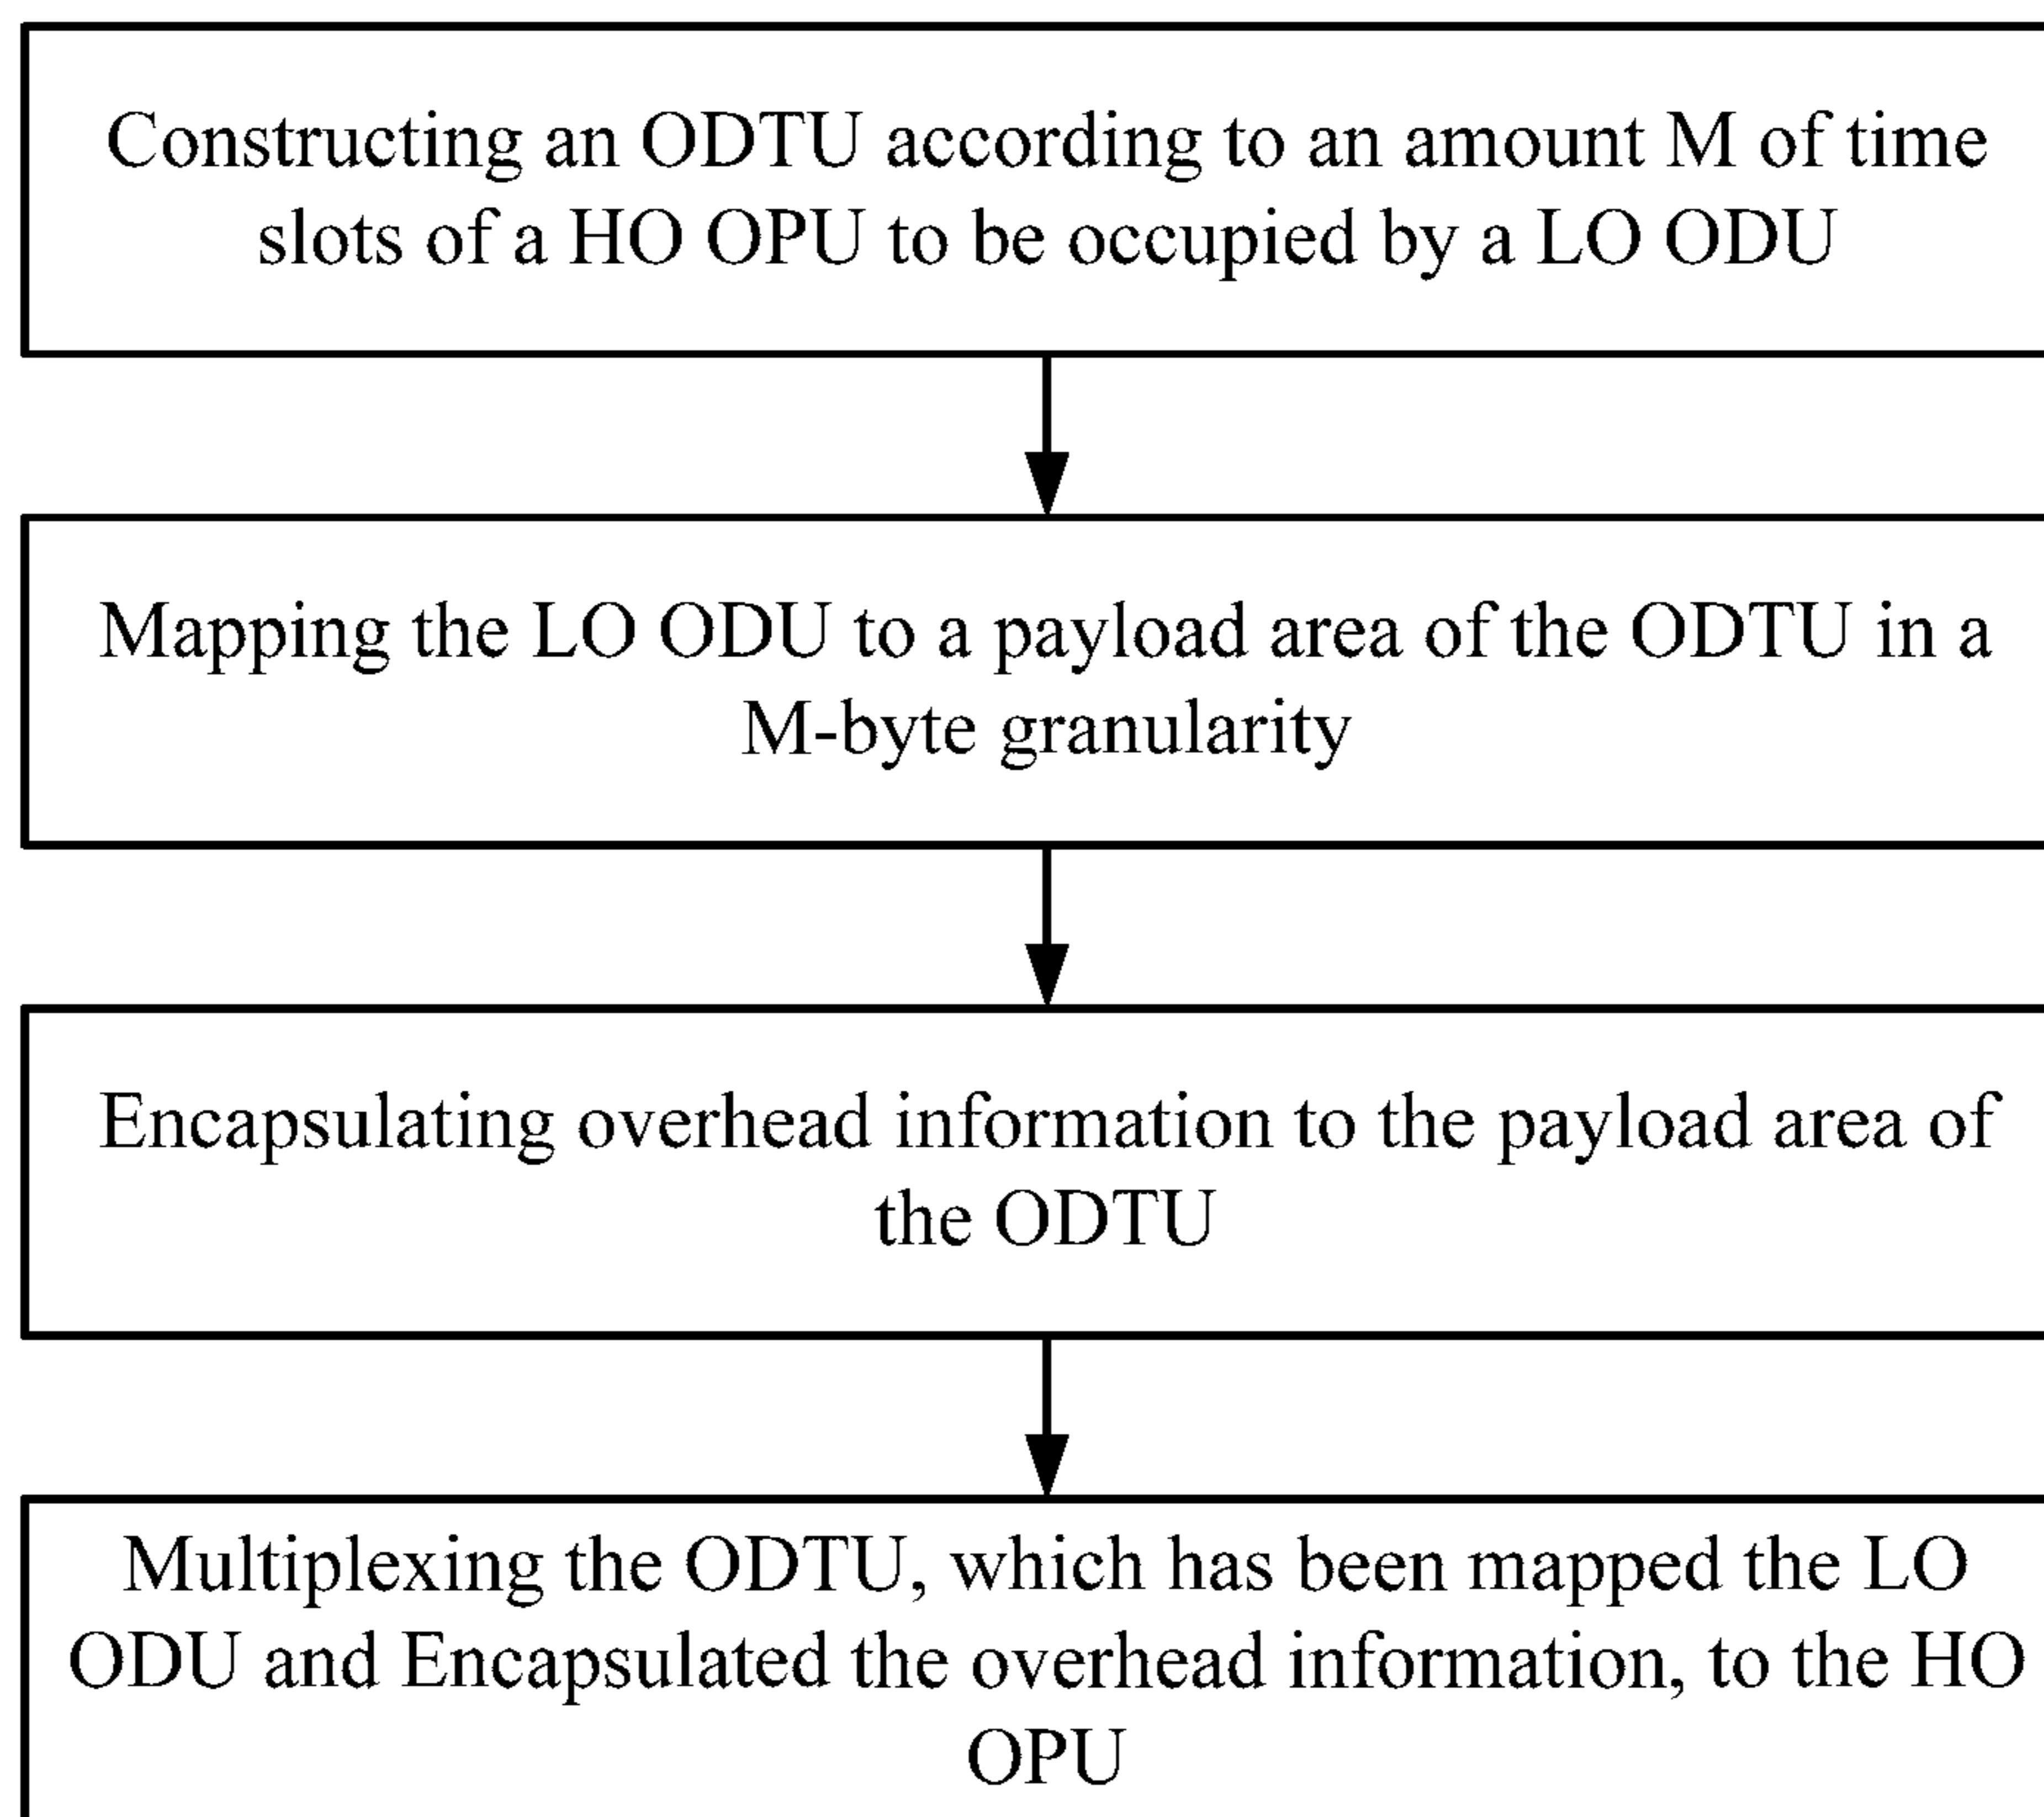 Constructing an ODTU according to an amount M of time
slots of a HO OPU to be occupied by a LO ODU
Mapping the LO ODU to a payload area of the ODTU in a
M-byte granularity
Encapsulating overhead information to the payload area of
the ODTU
Multiplexing the ODTU, which has been mapped the LO
ODU and Encapsulated the overhead information, to the HO
OPU